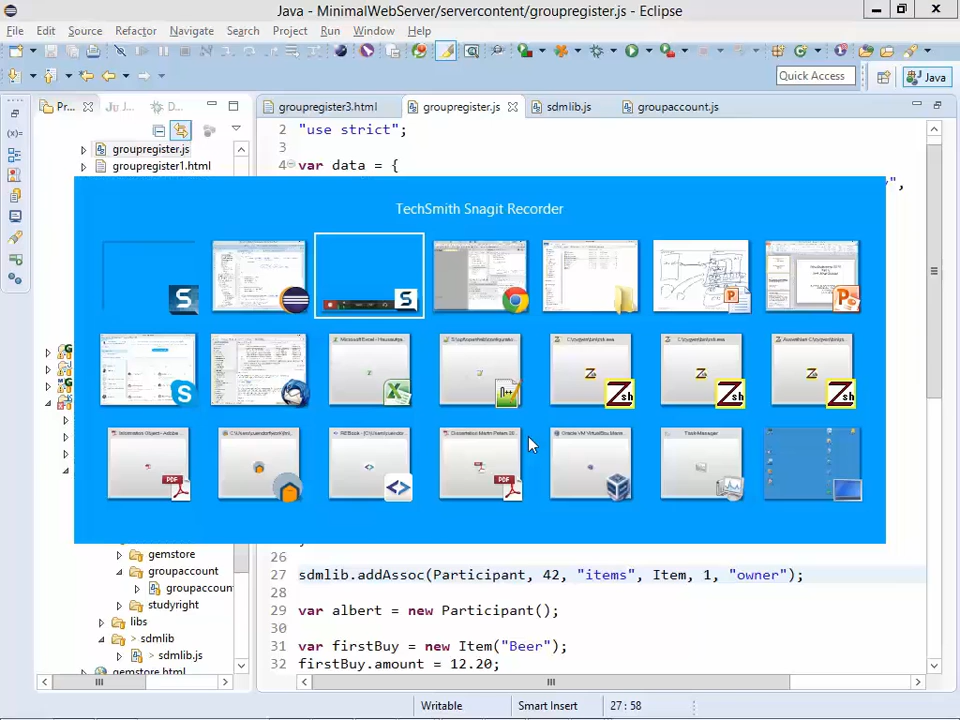 Java - MinimalWebServer/servercontent/groupregister.js - Eclipse
File Edit Source Refactor Navigate Search Project Run Window Help
Quick Access
Java
Pr...
J...
D...
groupregister3.html
groupregister.js
sdmlib.js
groupaccount.js
groupregister.js
groupregister1.html
2 "use strict";
3
4 var data = {
",
TechSmith Snagit Recorder
gemstore
groupaccount
groupaccoun
studyright
libs
> sdmlib
> sdmlib.js
gemstore.html
26
27 sdmlib.addAssoc(Participant, 42, "items", Item, 1, "owner");
28
29 var albert = new Participant();
30
31 var firstBuy = new Item("Beer");
32 firstBuy.amount = 12.20;
Writable
Smart Insert
27 : 58